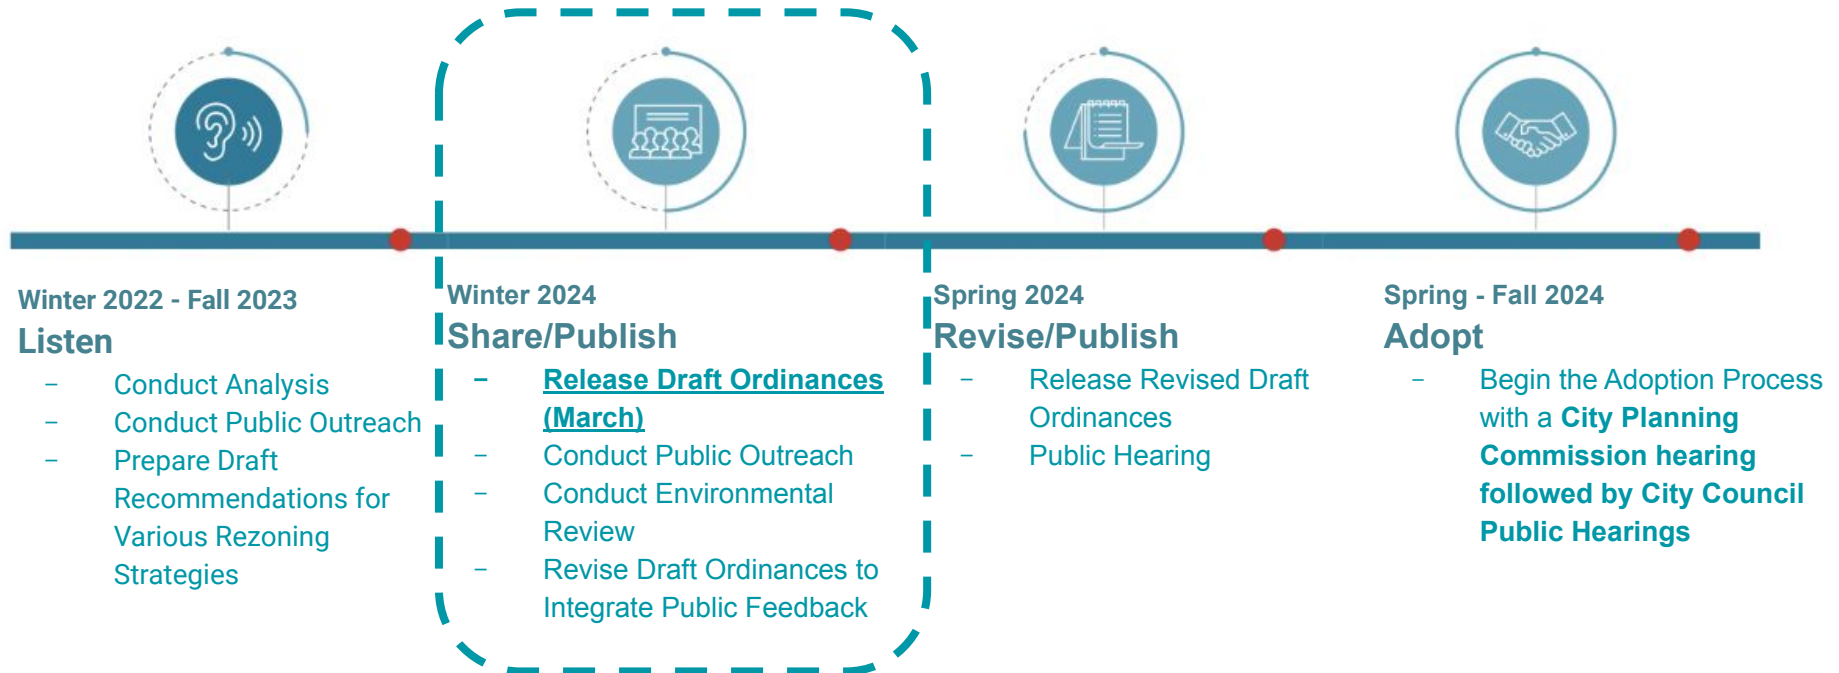 Winter 2022 - Fall 2023
Listen
- Conduct Analysis
- Conduct Public Outreach
- Prepare Draft
Recommendations for
Various Rezoning
Strategies
Winter 2024
Share/Publish
- Release Draft Ordinances
(March)
- Conduct Public Outreach
- Conduct Environmental
Review
- Revise Draft Ordinances to
Integrate Public Feedback
Spring 2024
Revise/Publish
- Release Revised Draft
Ordinances
- Public Hearing
Spring - Fall 2024
Adopt
- Begin the Adoption Process
with a City Planning
Commission hearing
followed by City Council
Public Hearings